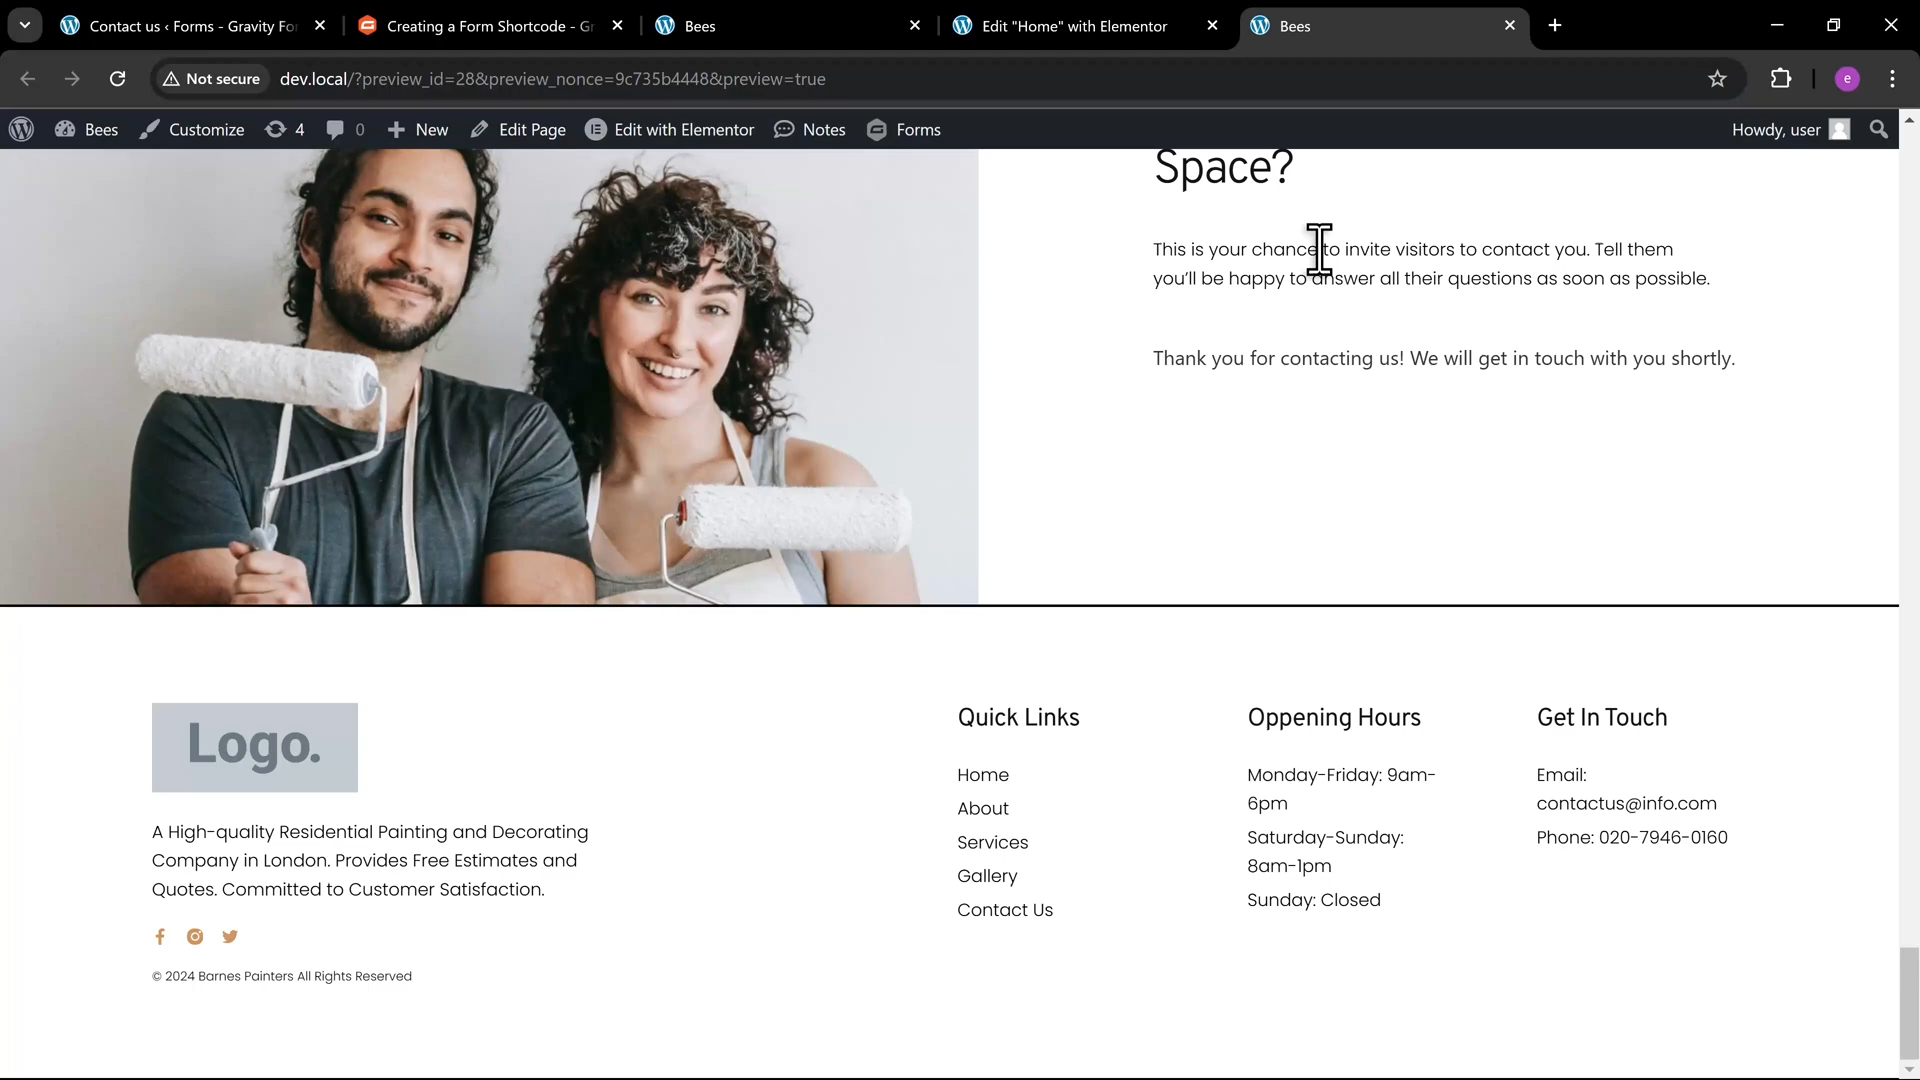 Contact us ‹ Forms - Gravity For
Creating a Form Shortcode - Gr
Bees
Edit "Home" with Elementor
Bees
Not secure
dev.local/?preview_id=28&preview_nonce=9c735b4448&preview=true
e
Bees
Customize
4
0
New
Edit Page
Edit with Elementor
Notes
Forms
Howdy, user
Space?
This is your chance to invite visitors to contact you. Tell them
you'll be happy to answer all their questions as soon as possible.
Thank you for contacting us! We will get in touch with you shortly.
Logo.
A High-quality Residential Painting and Decorating
Company in London. Provides Free Estimates and
Quotes. Committed to Customer Satisfaction.
© 2024 Barnes Painters All Rights Reserved
Quick Links
Home
About
Services
Gallery
Contact Us
Oppening Hours
Monday-Friday: 9am-
6pm
Saturday-Sunday:
8am-1pm
Sunday: Closed
Get In Touch
Email:
contactus@info.com
Phone: 020-7946-0160